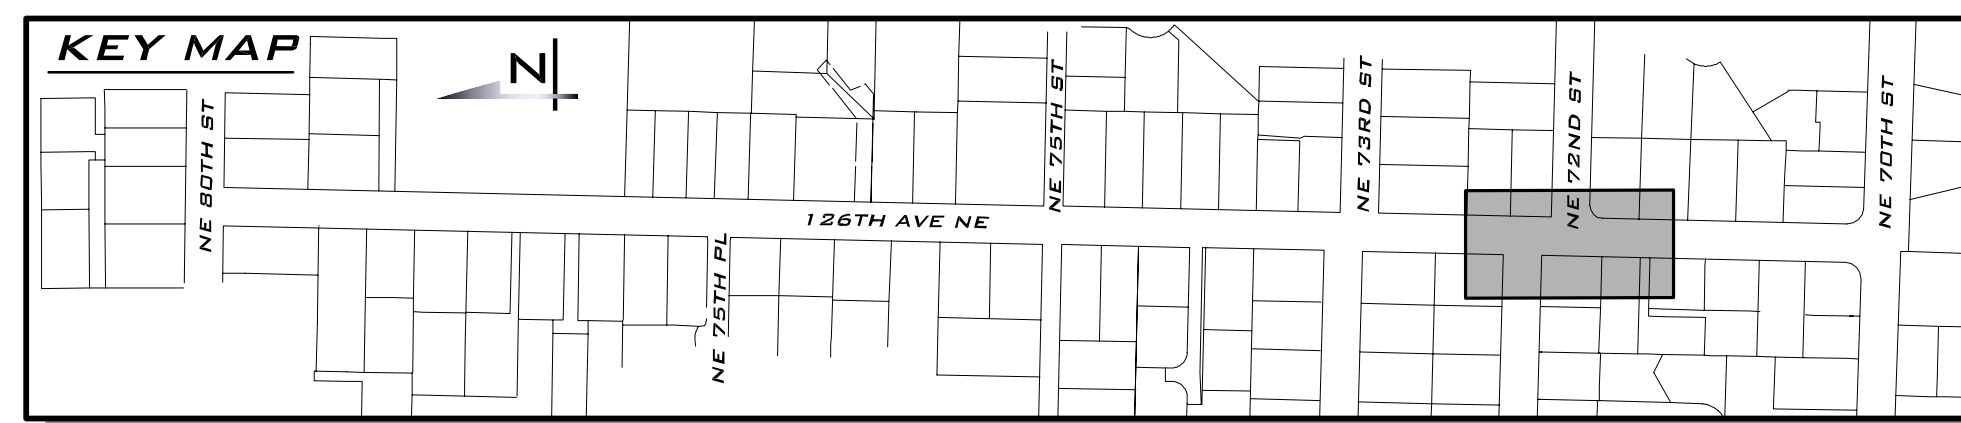 KEY MAP
N
NE 80TH ST
126TH AVE NE
NE 75TH PL
NE 75TH ST
NE 73RD ST
NE 72ND ST
NE 70TH ST